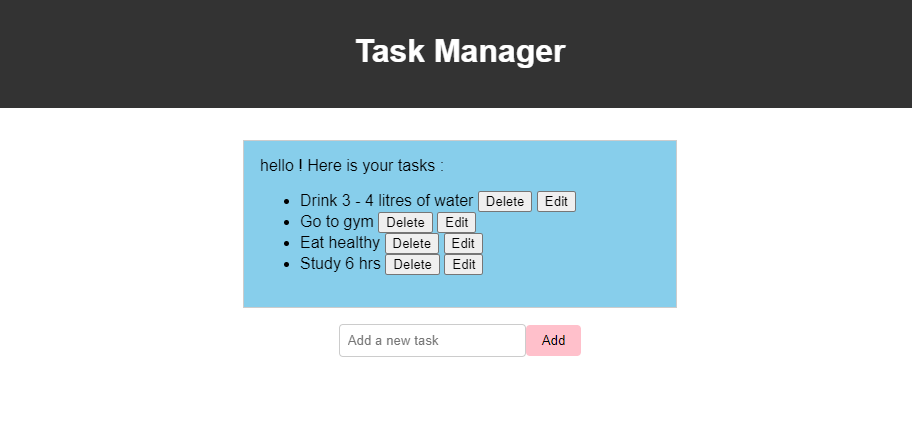 Task Manager
hello ! Here is your tasks :
Drink 3 - 4 litres of water Delete Edit
Go to gym Delete Edit
Eat healthy Delete Edit
Study 6 hrs Delete Edit
Add a new task Add